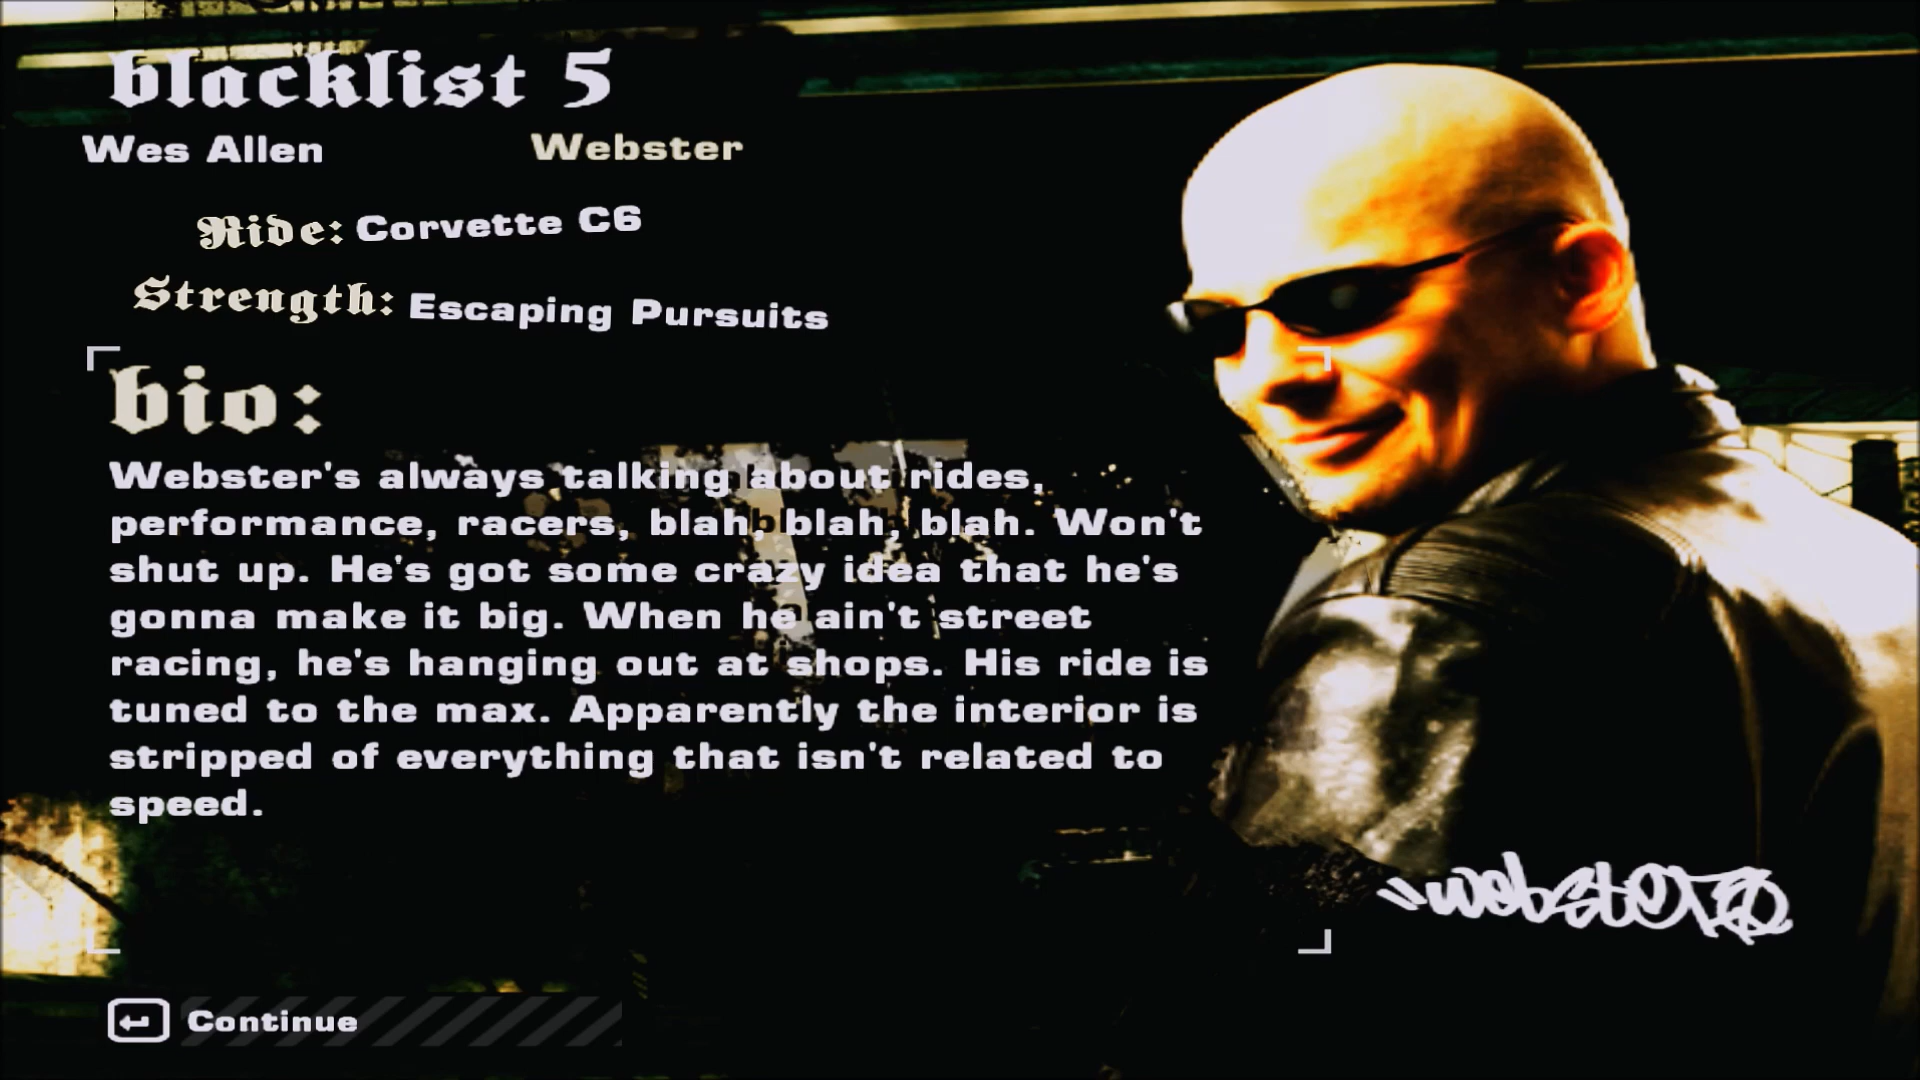 blacklist 5
Wes Allen Webster
Ride: Corvette C6
Strength: Escaping Pursuits
bio:
Webster's always talking about rides,
performance, racers, blah, blah, blah. Won't
shut up. He's got some crazy idea that he's
gonna make it big. When he ain't street
racing, he's hanging out at shops. His ride is
tuned to the max. Apparently the interior is
stripped of everything that isn't related to
speed.
webster
Continue